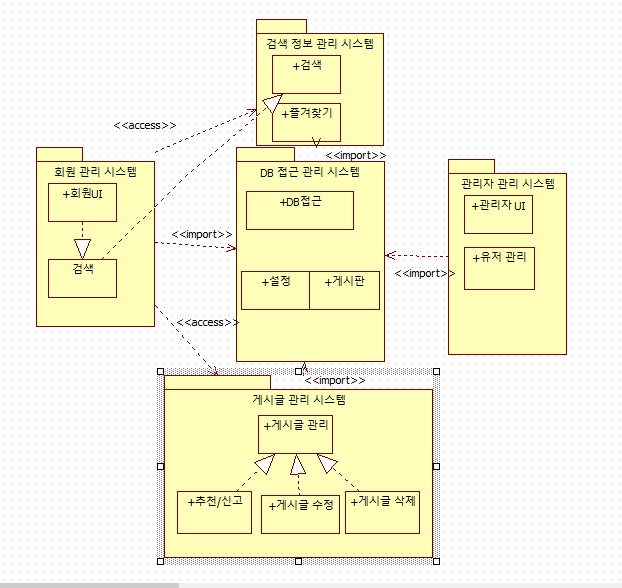 검색 정보 관리 시스템
+검색
+즐겨찾기
<<access>>
<<import>>
회원 관리 시스템
+회원UI
검색
<<import>>
<<access>>
DB 접근 관리 시스템
+DB접근
+설정
+게시판
관리자 관리 시스템
+관리자 UI
+유저 관리
<<import>>
<<import>>
게시글 관리 시스템
+게시글 관리
+추천/신고
+게시글 수정
+게시글 삭제